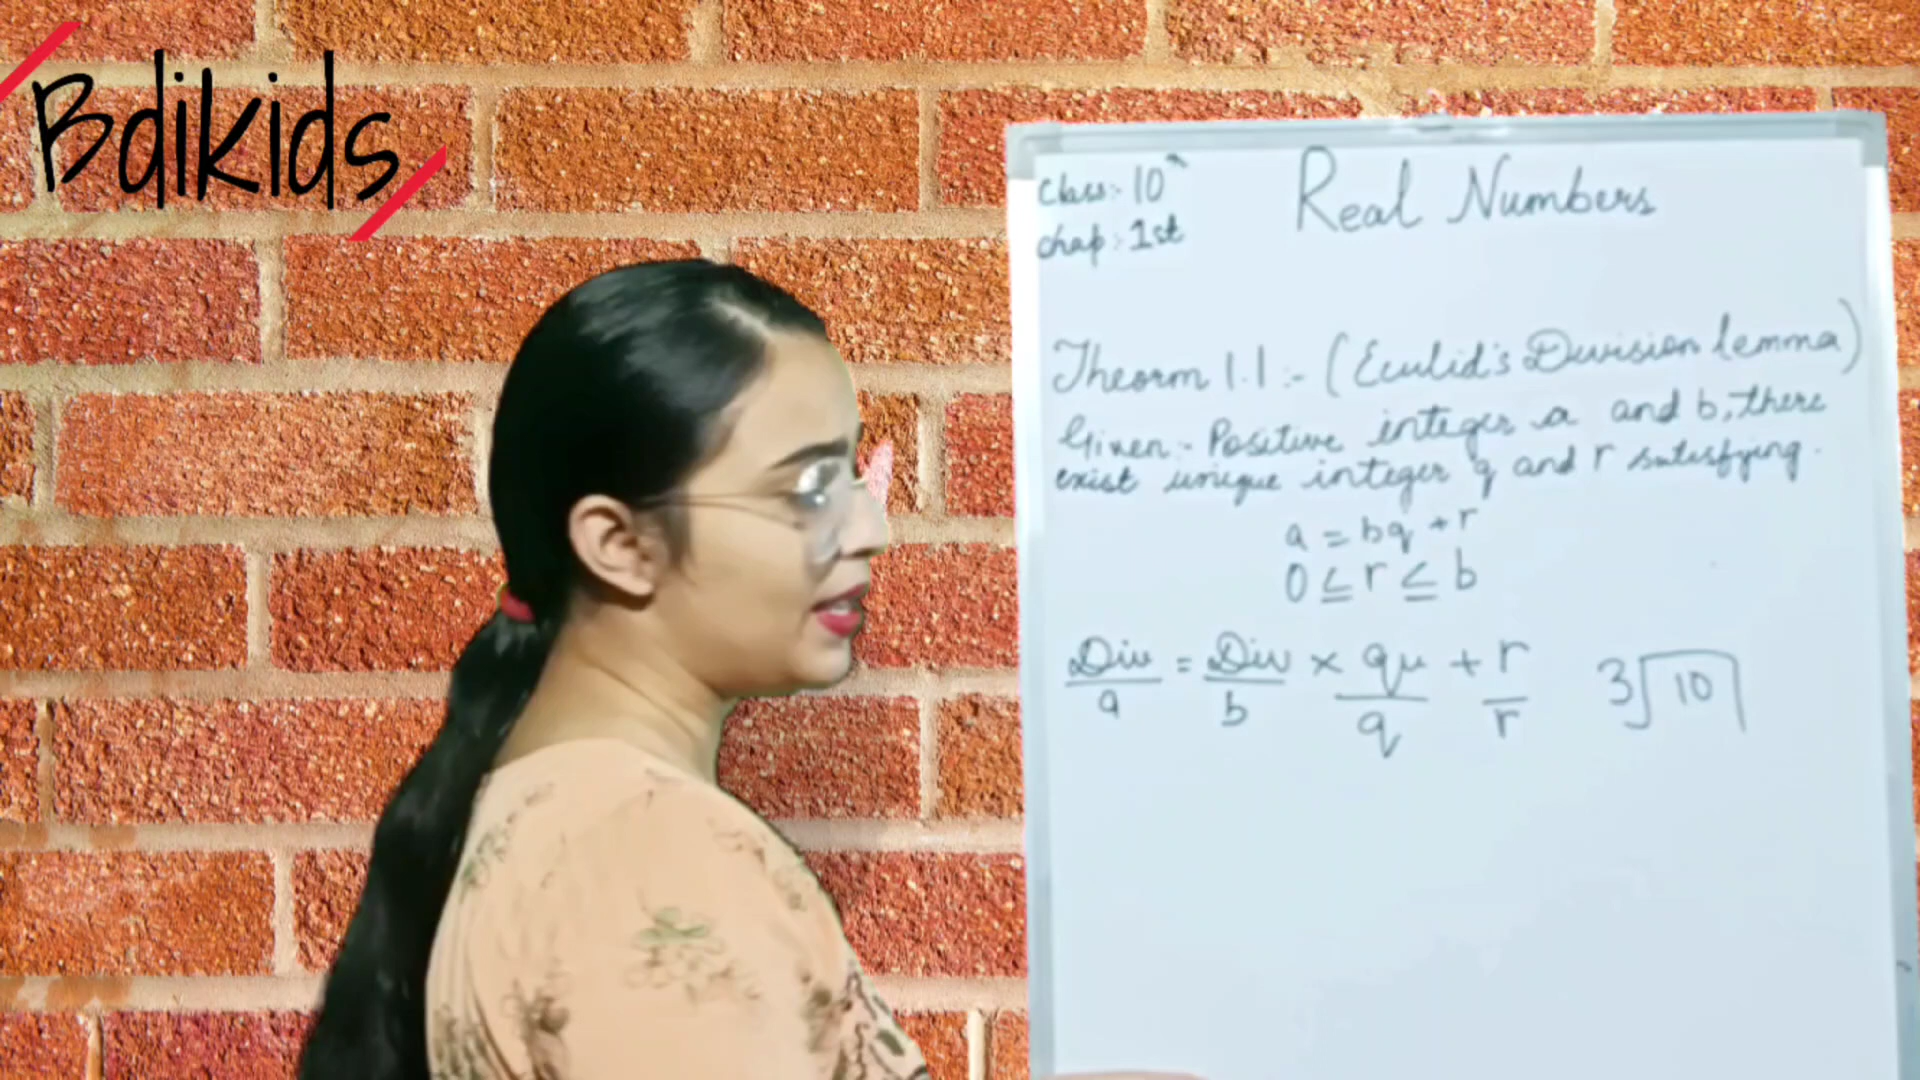 Bdikids
Class:- 10th
Real Numbers
Chap:- 1st
Theorm 1.1 :- (Eculid's Division lemma)
Given:- Positive integer a and b, there
exist unique integer q and r satisfying.
a = bq + r
0 ≤ r ≤ b
Div = Div × qu + r
a b q r
3 10